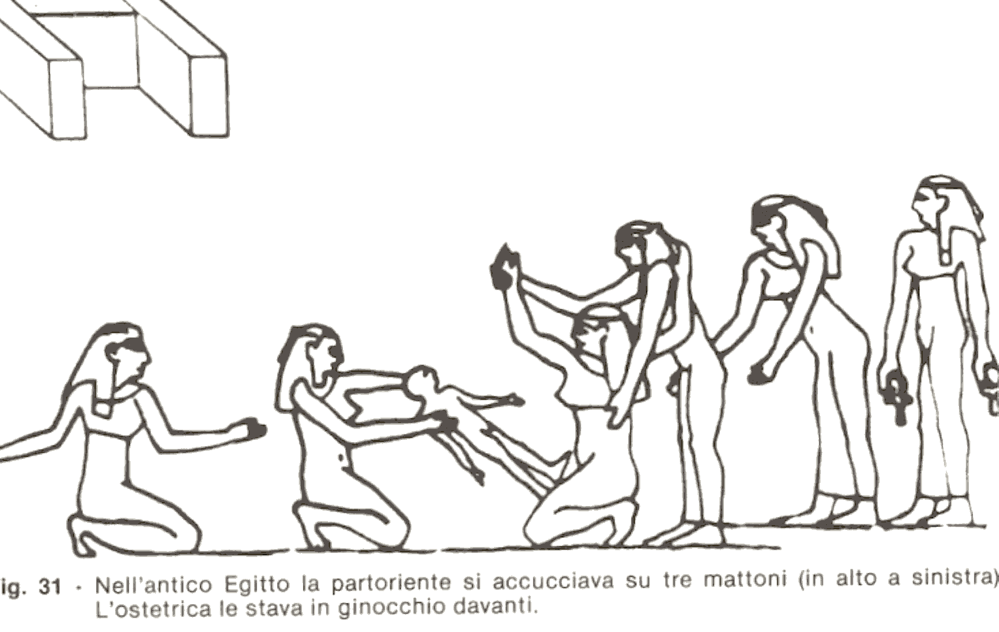 ig. 31 · Nell'antico Egitto la partoriente si accucciava su tre mattoni (in alto a sinistra)
L'ostetrica le stava in ginocchio davanti.